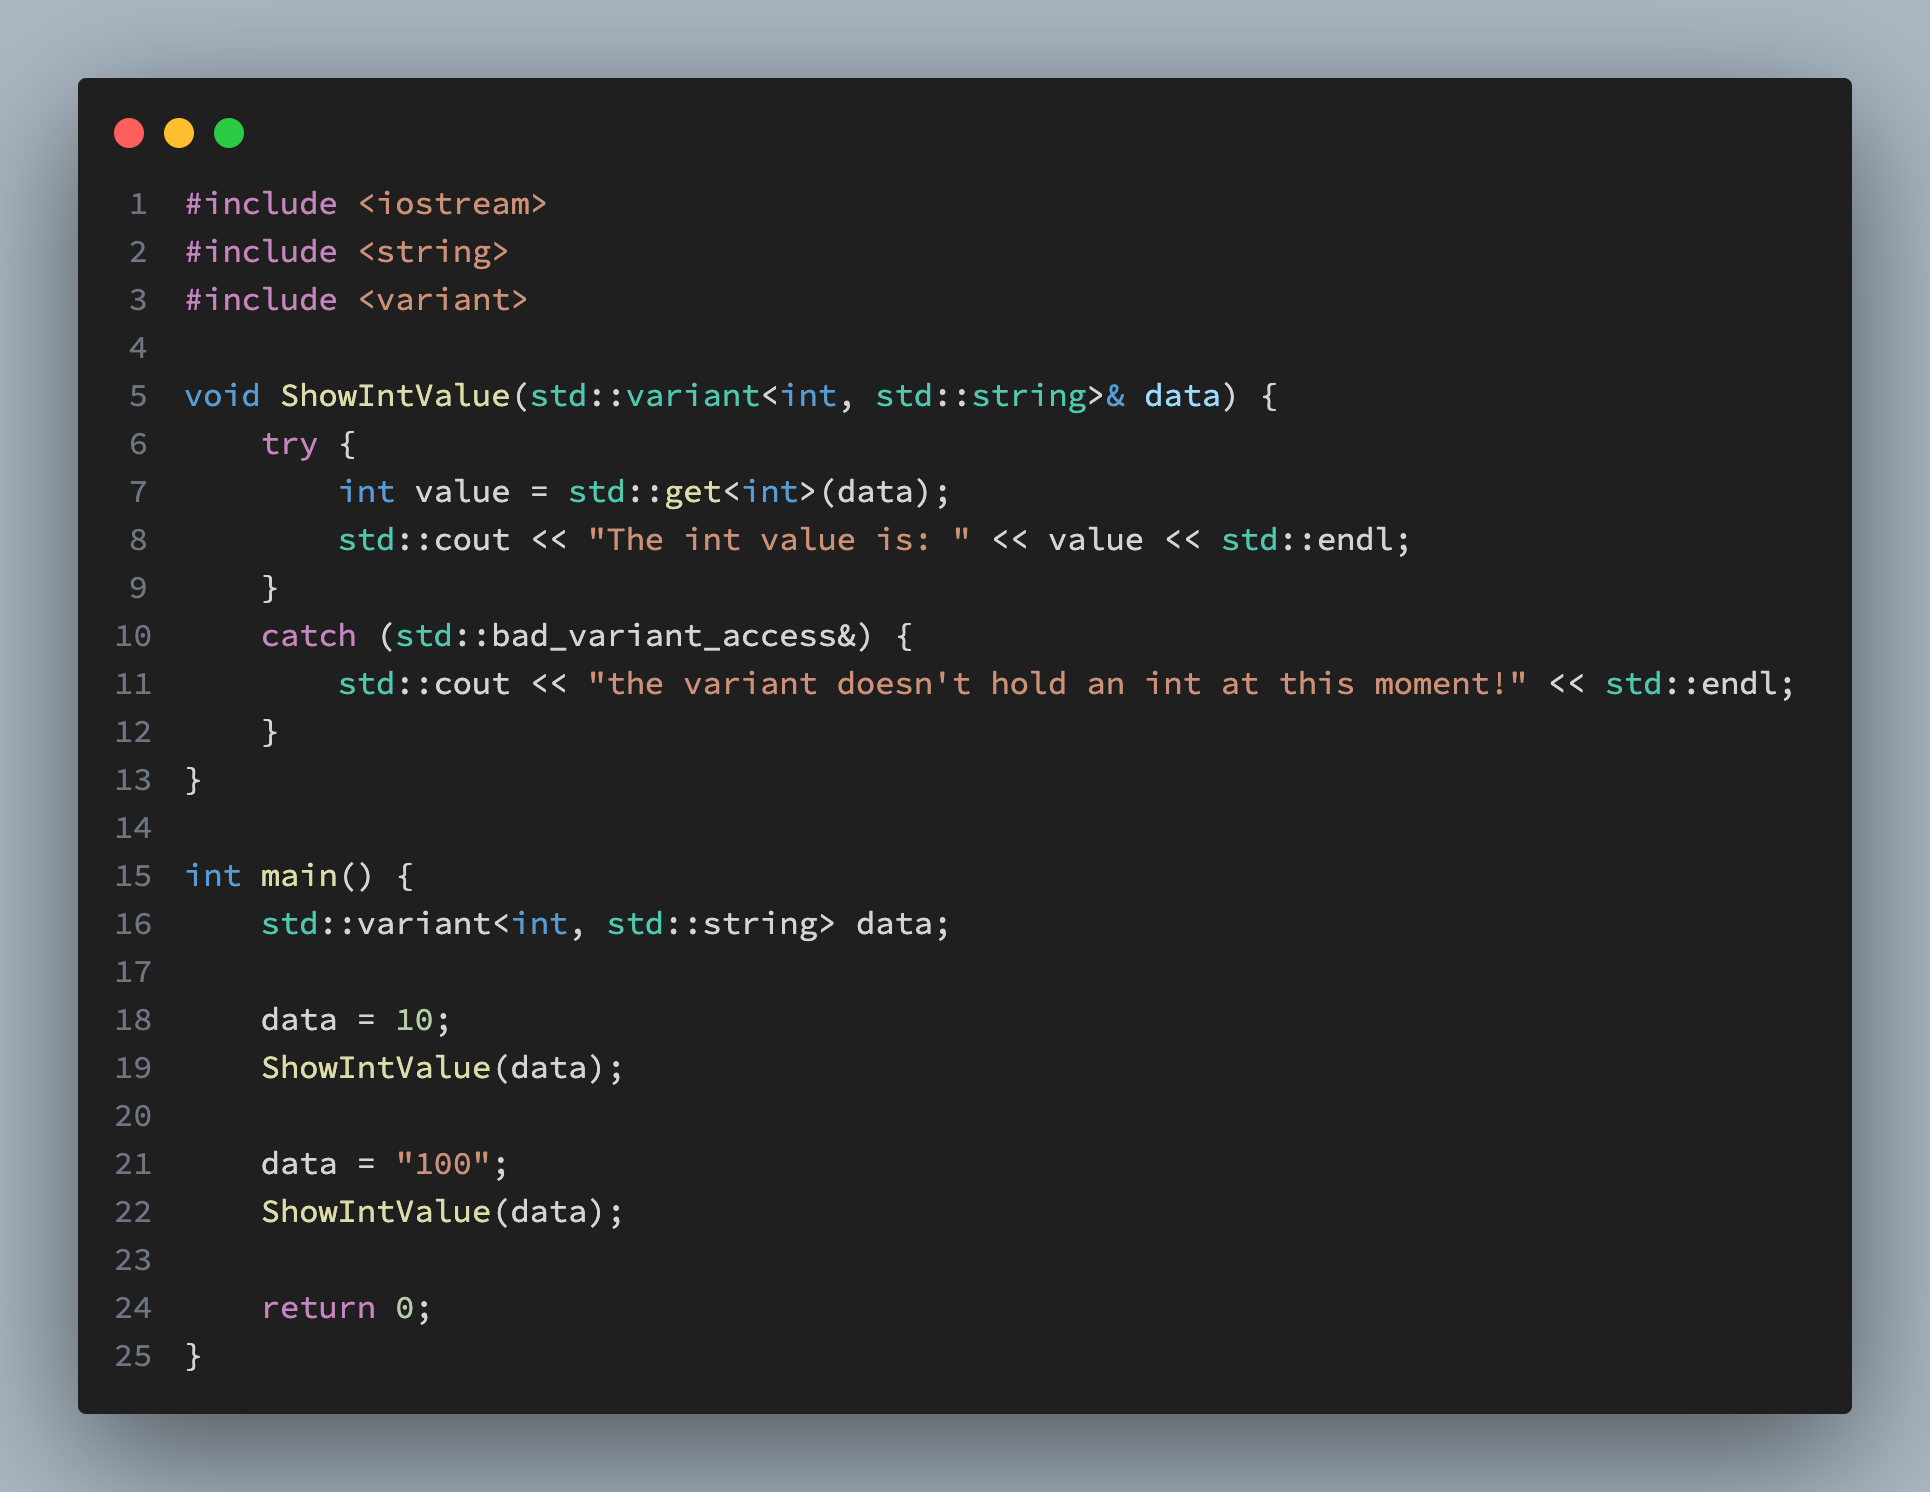 1 #include <iostream>
2 #include <string>
3 #include <variant>
4
5 void ShowIntValue(std::variant<int, std::string>& data) {
6     try {
7         int value = std::get<int>(data);
8         std::cout << "The int value is: " << value << std::endl;
9     }
10     catch (std::bad_variant_access&) {
11         std::cout << "the variant doesn't hold an int at this moment!" << std::endl;
12     }
13 }
14
15 int main() {
16     std::variant<int, std::string> data;
17
18     data = 10;
19     ShowIntValue(data);
20
21     data = "100";
22     ShowIntValue(data);
23
24     return 0;
25 }